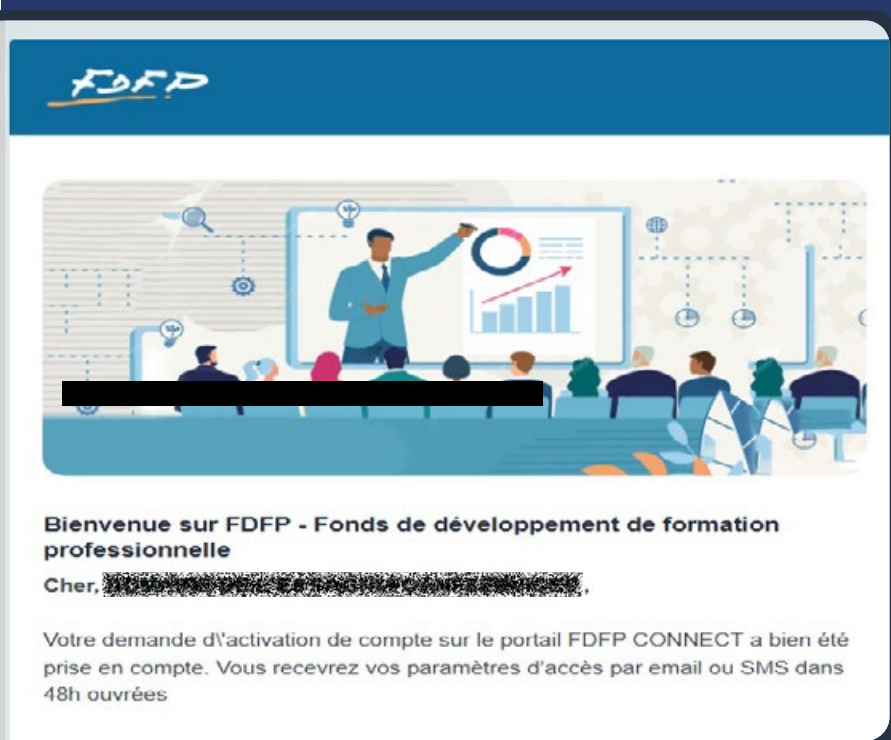 FDFP
Bienvenue sur FDFP - Fonds de développement de formation
professionnelle
Cher,
Votre demande d\'activation de compte sur le portail FDFP CONNECT a bien été
prise en compte. Vous recevrez vos paramètres d'accès par email ou SMS dans
48h ouvrées